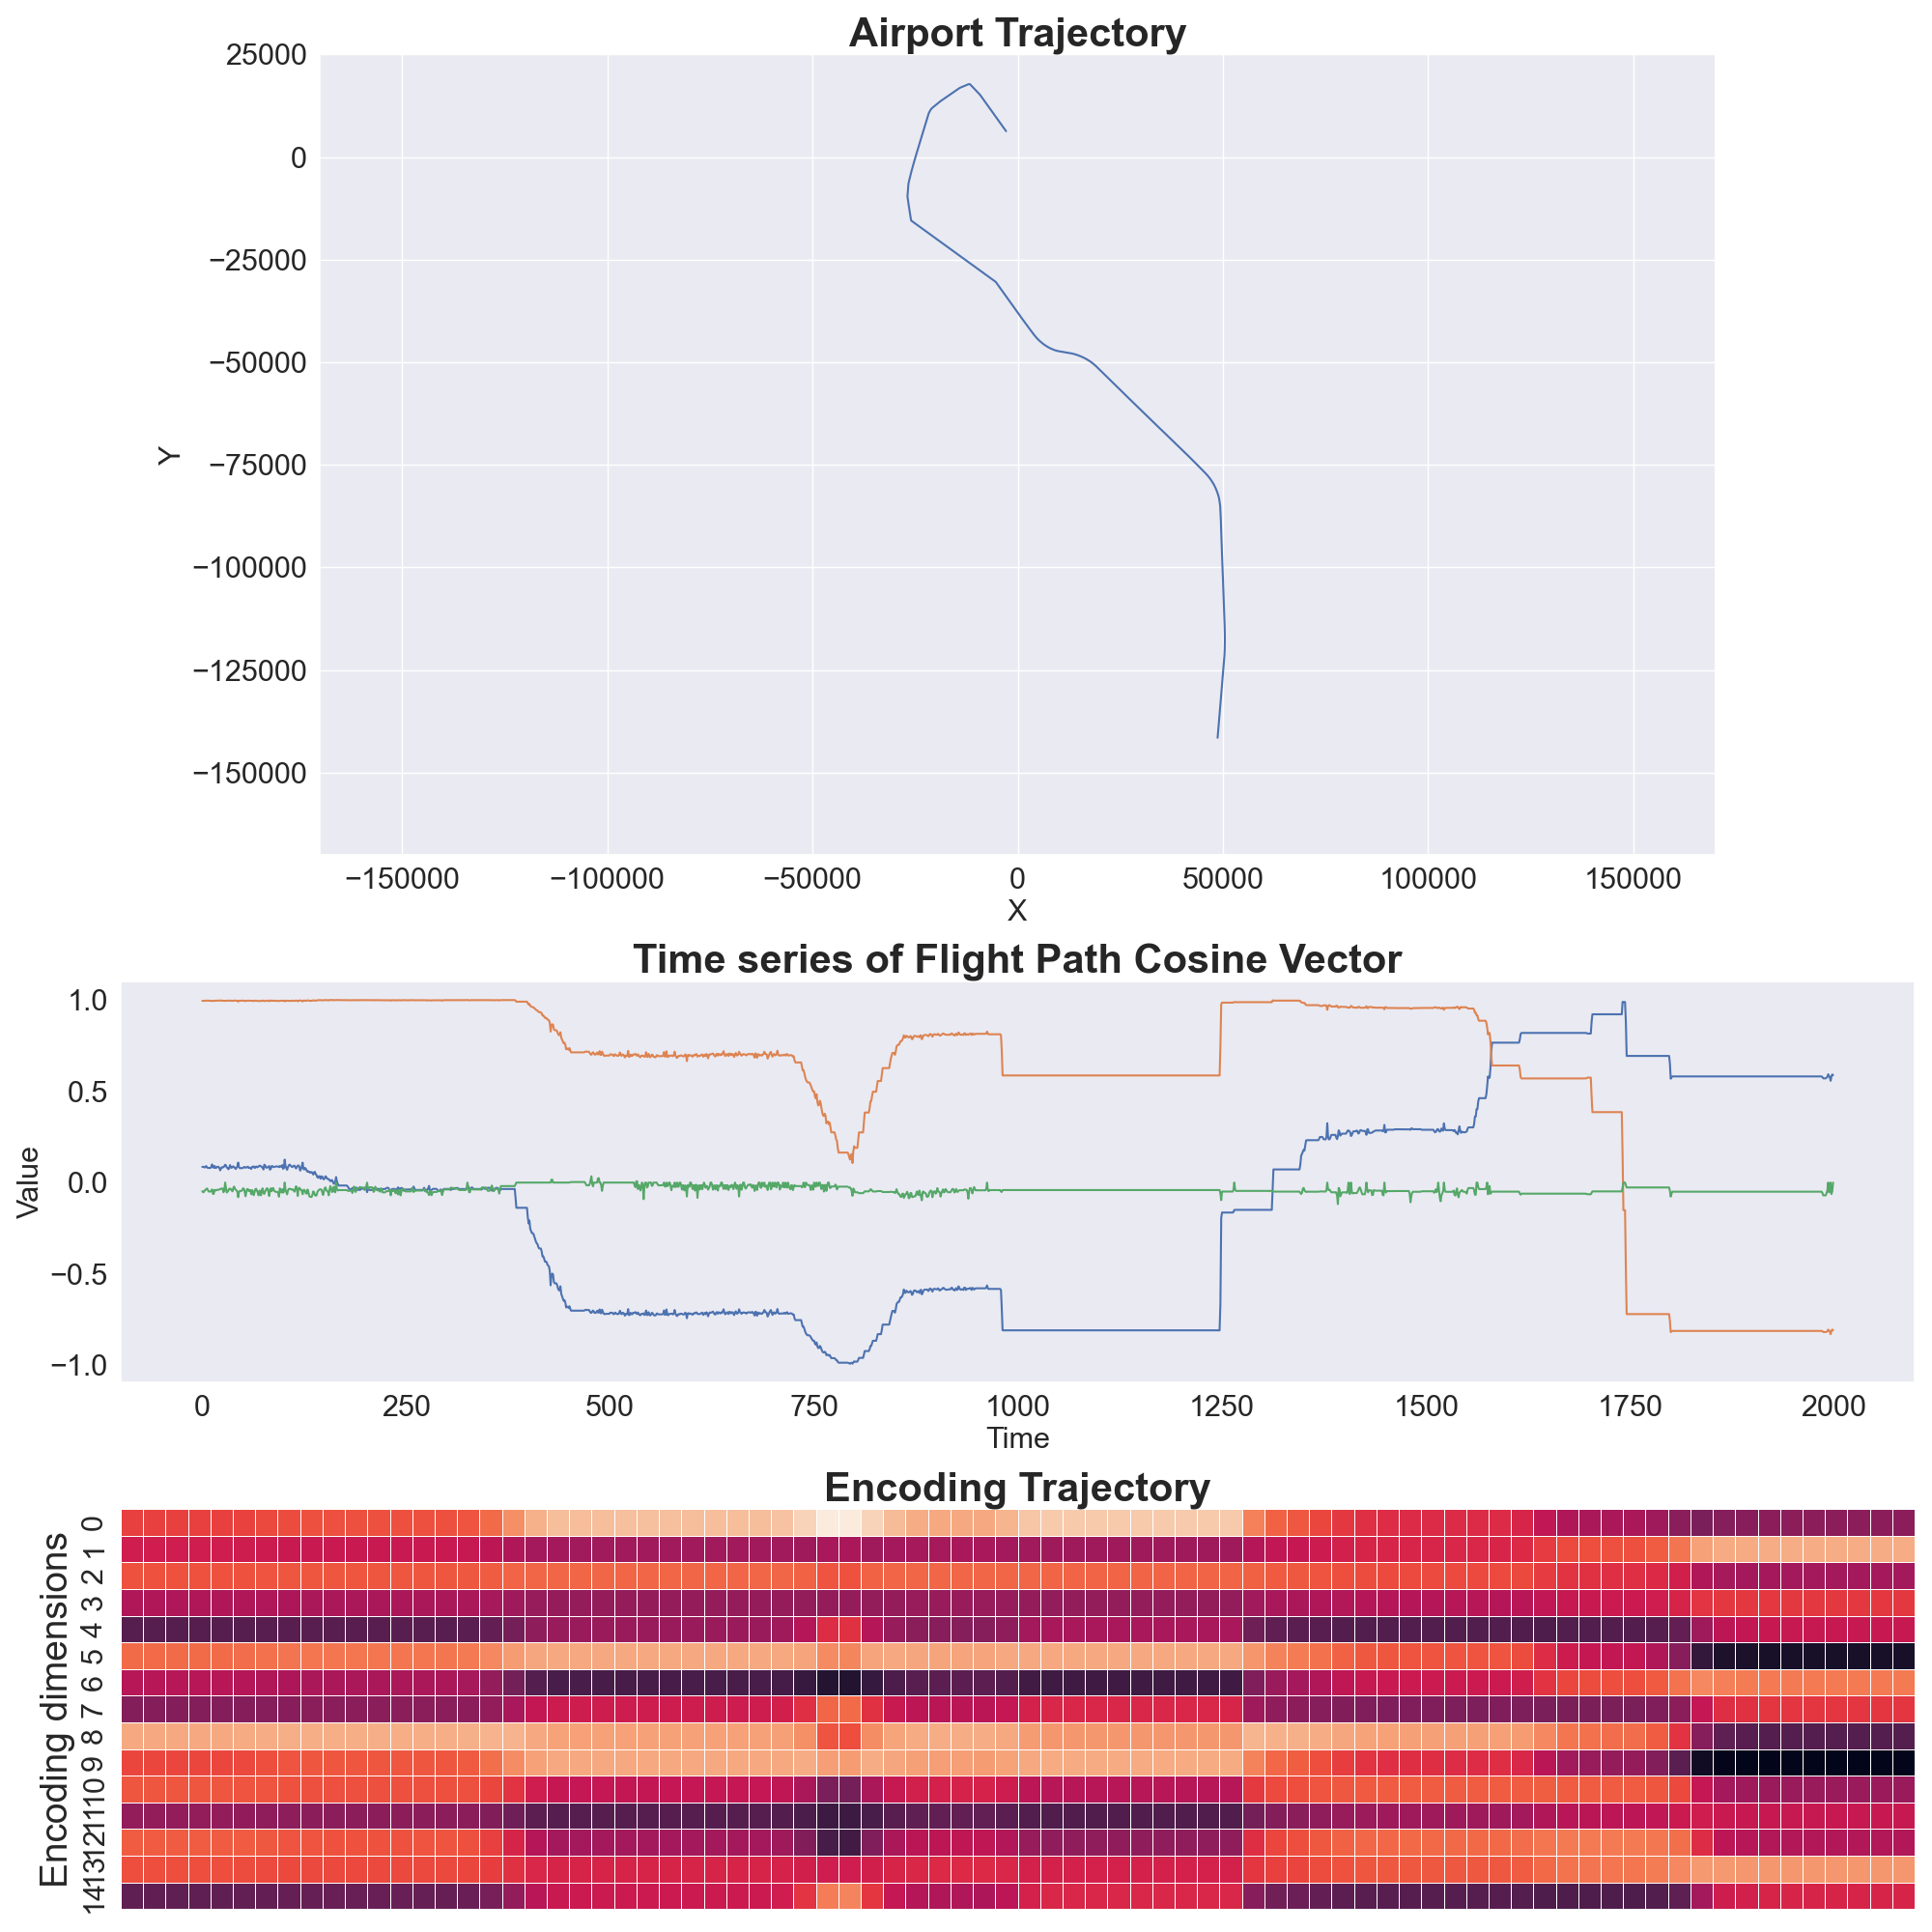 Airport Trajectory
25000
0
−25000
−50000
−75000
−100000
−125000
−150000
Y
−150000 −100000 −50000 0 50000 100000 150000
X
Time series of Flight Path Cosine Vector
1.0
0.5
0.0
−0.5
−1.0
Value
0 250 500 750 1000 1250 1500 1750 2000
Time
Encoding Trajectory
Encoding dimensions
0
1
2
3
4
5
6
7
8
9
10
11
12
13
14